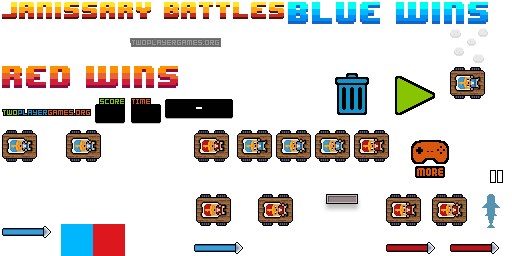 JANISSARY BATTLES
BLUE WINS
TWOPLAYERGAMES.ORG
RED WINS
SCORE
TIME
-
TWOPLAYERGAMES.ORG
MORE